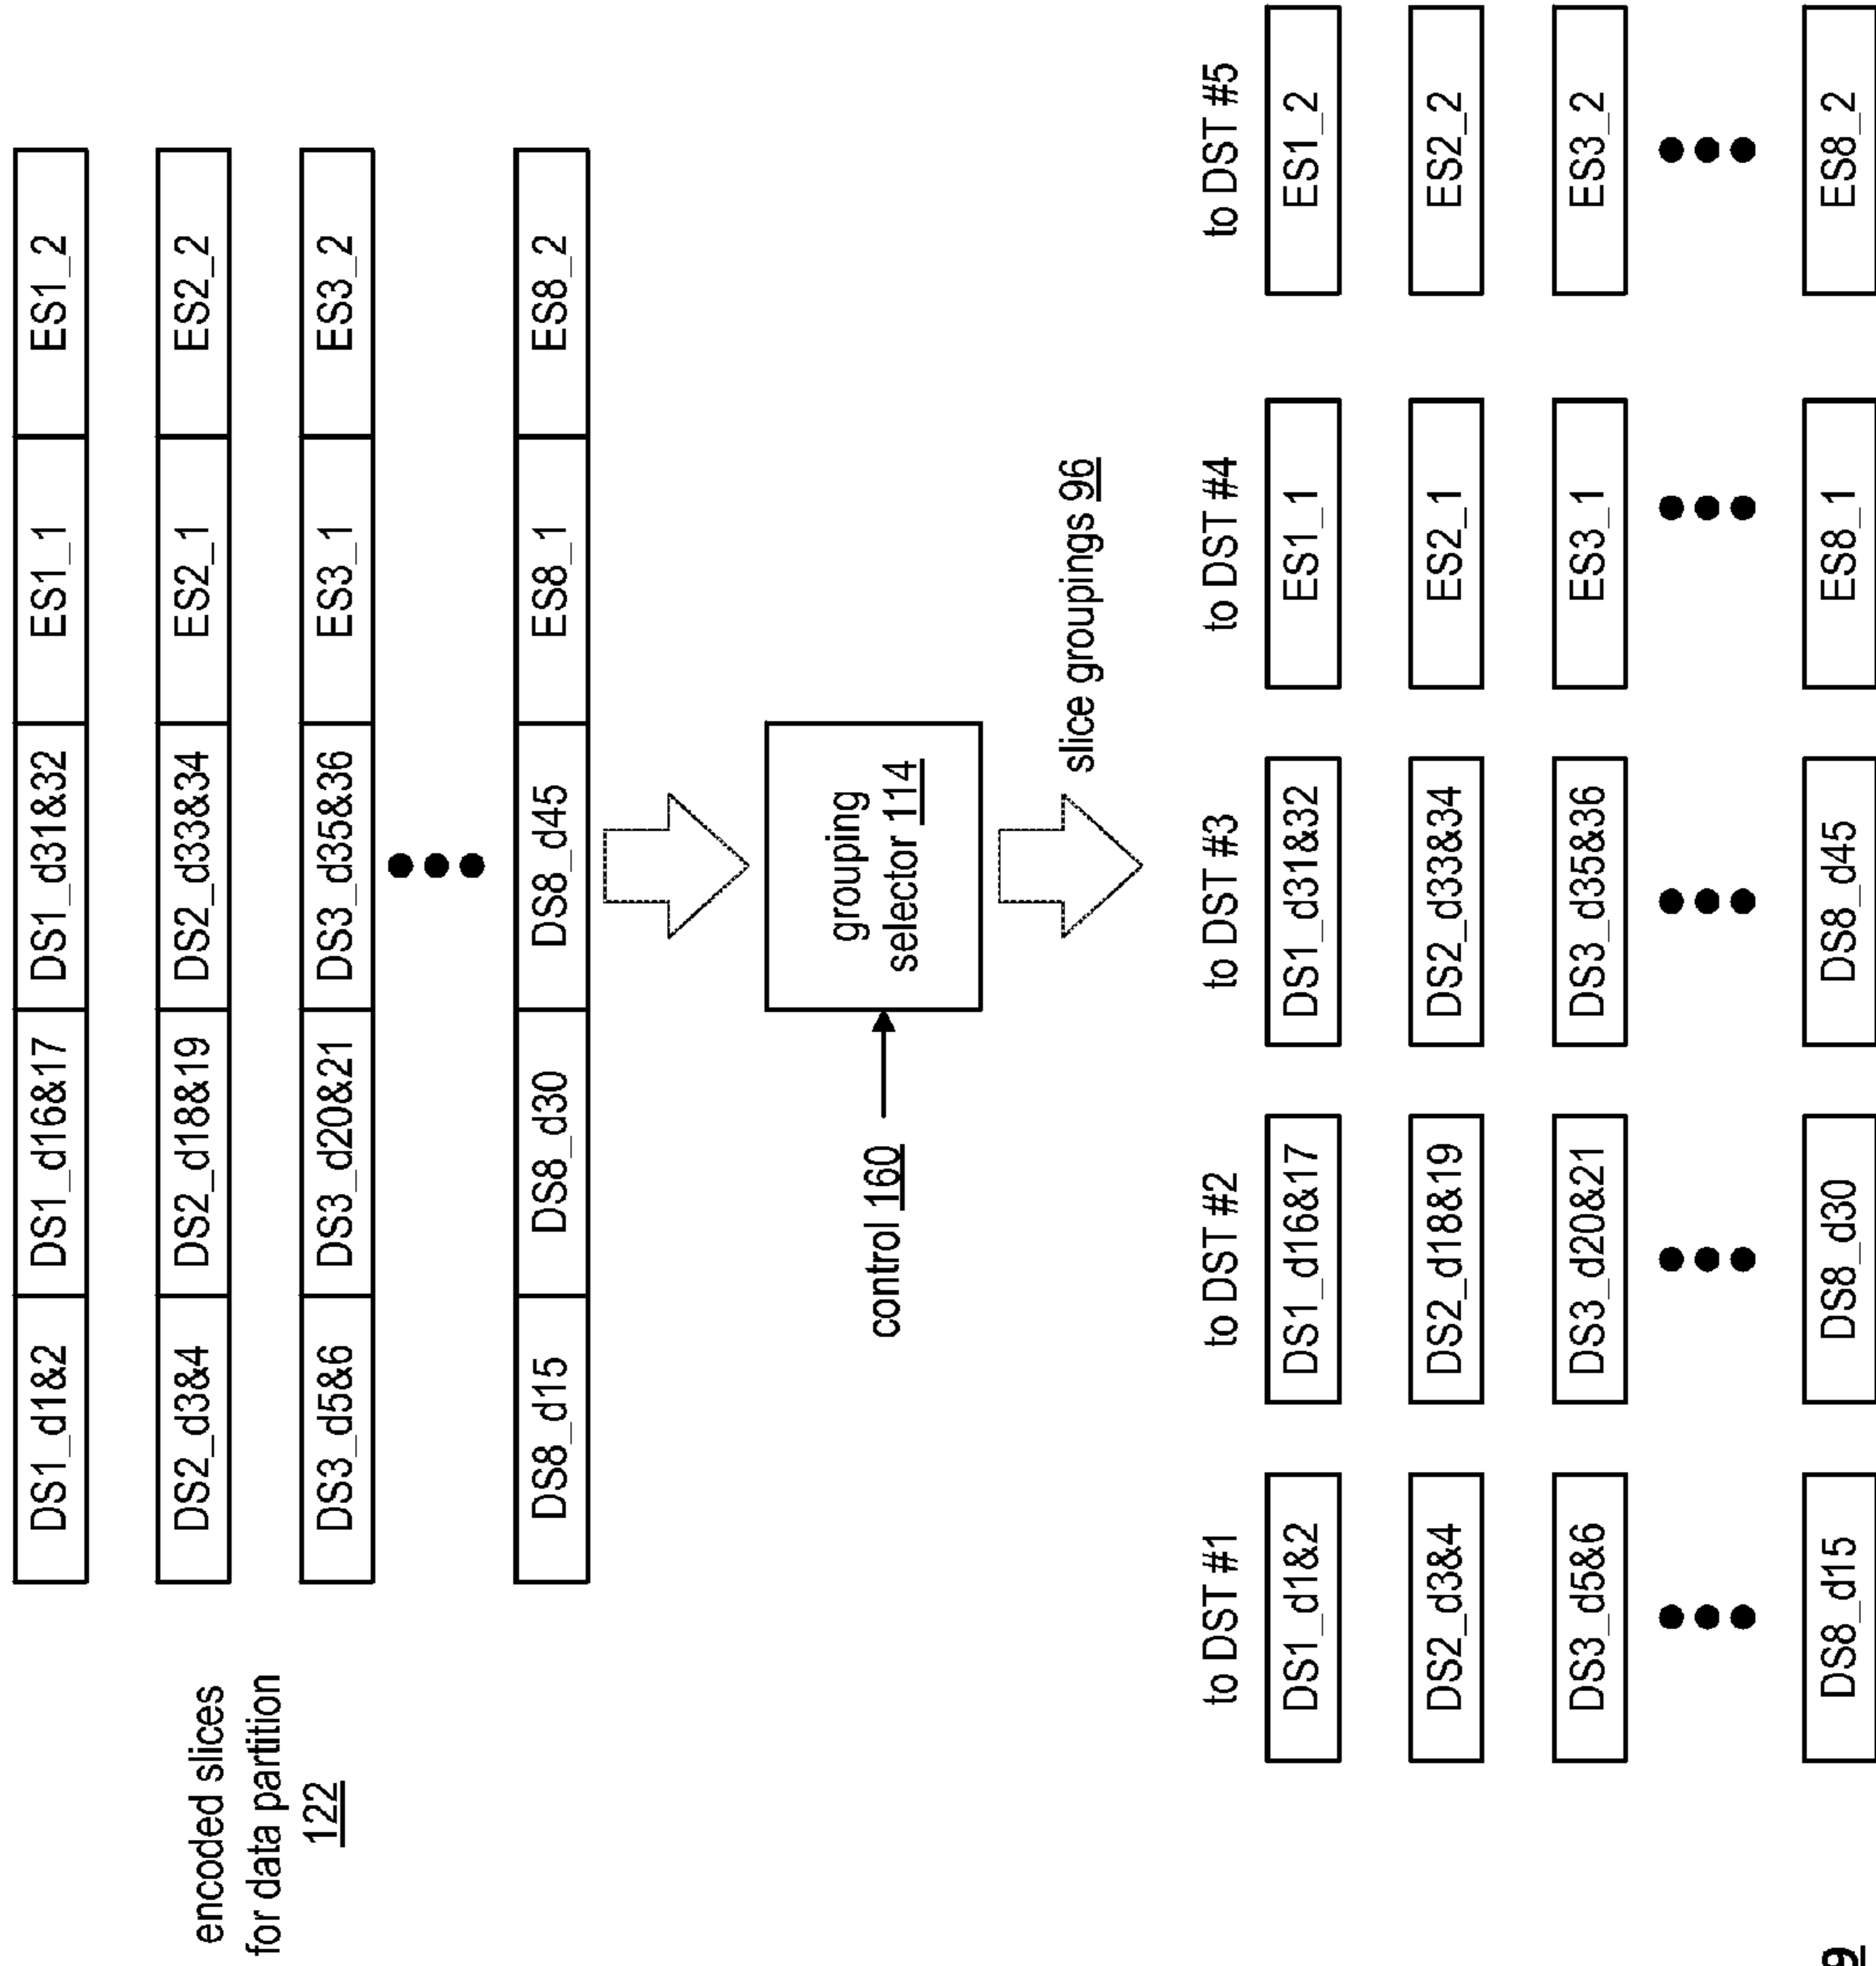 encoded slices
for data partition
122
DS1_d1&2 DS1_d16&17 DS1_d31&32 ES1_1 ES1_2
DS2_d3&4 DS2_d18&19 DS2_d33&34 ES2_1 ES2_2
DS3_d5&6 DS3_d20&21 DS3_d35&36 ES3_1 ES3_2
DS8_d15 DS8_d30 DS8_d45 ES8_1 ES8_2
control 160
grouping
selector 114
slice groupings 96
to DST #1 to DST #2 to DST #3 to DST #4 to DST #5
DS1_d1&2 DS1_d16&17 DS1_d31&32 ES1_1 ES1_2
DS2_d3&4 DS2_d18&19 DS2_d33&34 ES2_1 ES2_2
DS3_d5&6 DS3_d20&21 DS3_d35&36 ES3_1 ES3_2
DS8_d15 DS8_d30 DS8_d45 ES8_1 ES8_2
9